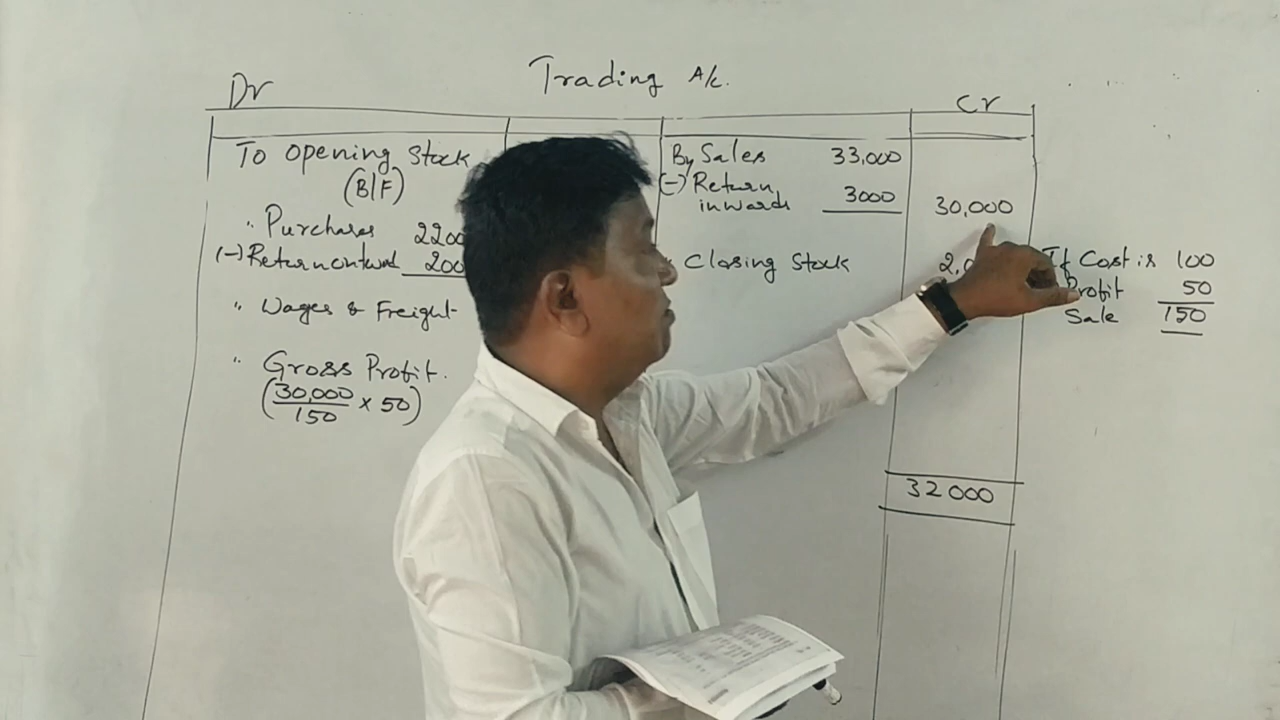 Trading A/c.
Dr
Cr
To Opening Stock
(B/F)
" Purchases 2200
(-) Return outward 200
" Wages & Freight
" Gross Profit.
(30,000/150 × 50)
By Sales 33,000
(-) Return inwards 3000 30,000
Closing Stock 2,0
32000
If Cost is 100
Profit 50
Sale 150